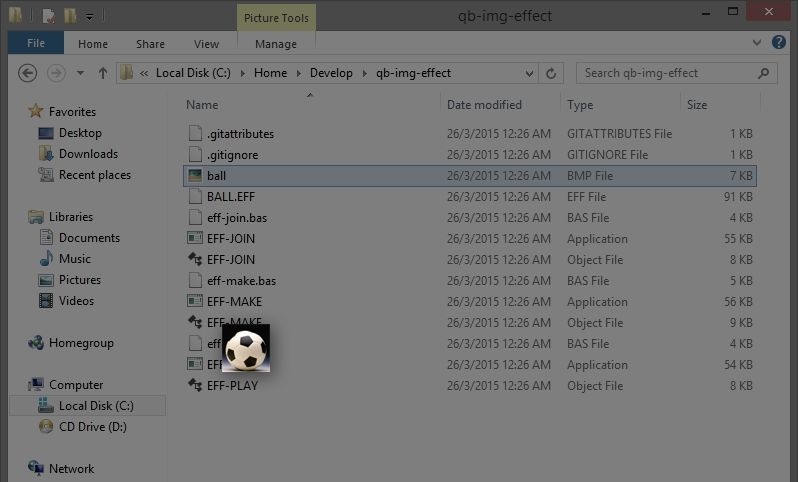 Picture Tools
qb-img-effect
File
Home
Share
View
Manage
« Local Disk (C:) Home Develop qb-img-effect
Search qb-img-effect
Name Date modified Type Size
Favorites
Desktop
Downloads
Recent places
Libraries
Documents
Music
Pictures
Videos
Homegroup
Computer
Local Disk (C:)
CD Drive (D:)
Network
.gitattributes 26/3/2015 12:26 AM GITATTRIBUTES File 1 KB
.gitignore 26/3/2015 12:26 AM GITIGNORE File 1 KB
ball 26/3/2015 12:26 AM BMP File 7 KB
BALL.EFF 26/3/2015 12:26 AM EFF File 91 KB
eff-join.bas 26/3/2015 12:26 AM BAS File 4 KB
EFF-JOIN 26/3/2015 12:26 AM Application 55 KB
EFF-JOIN 26/3/2015 12:26 AM Object File 8 KB
eff-make.bas 26/3/2015 12:26 AM BAS File 5 KB
EFF-MAKE 26/3/2015 12:26 AM Application 56 KB
EFF-MAKE 26/3/2015 12:26 AM Object File 9 KB
eff 26/3/2015 12:26 AM BAS File 4 KB
EF 26/3/2015 12:26 AM Application 54 KB
EFF-PLAY 26/3/2015 12:26 AM Object File 8 KB